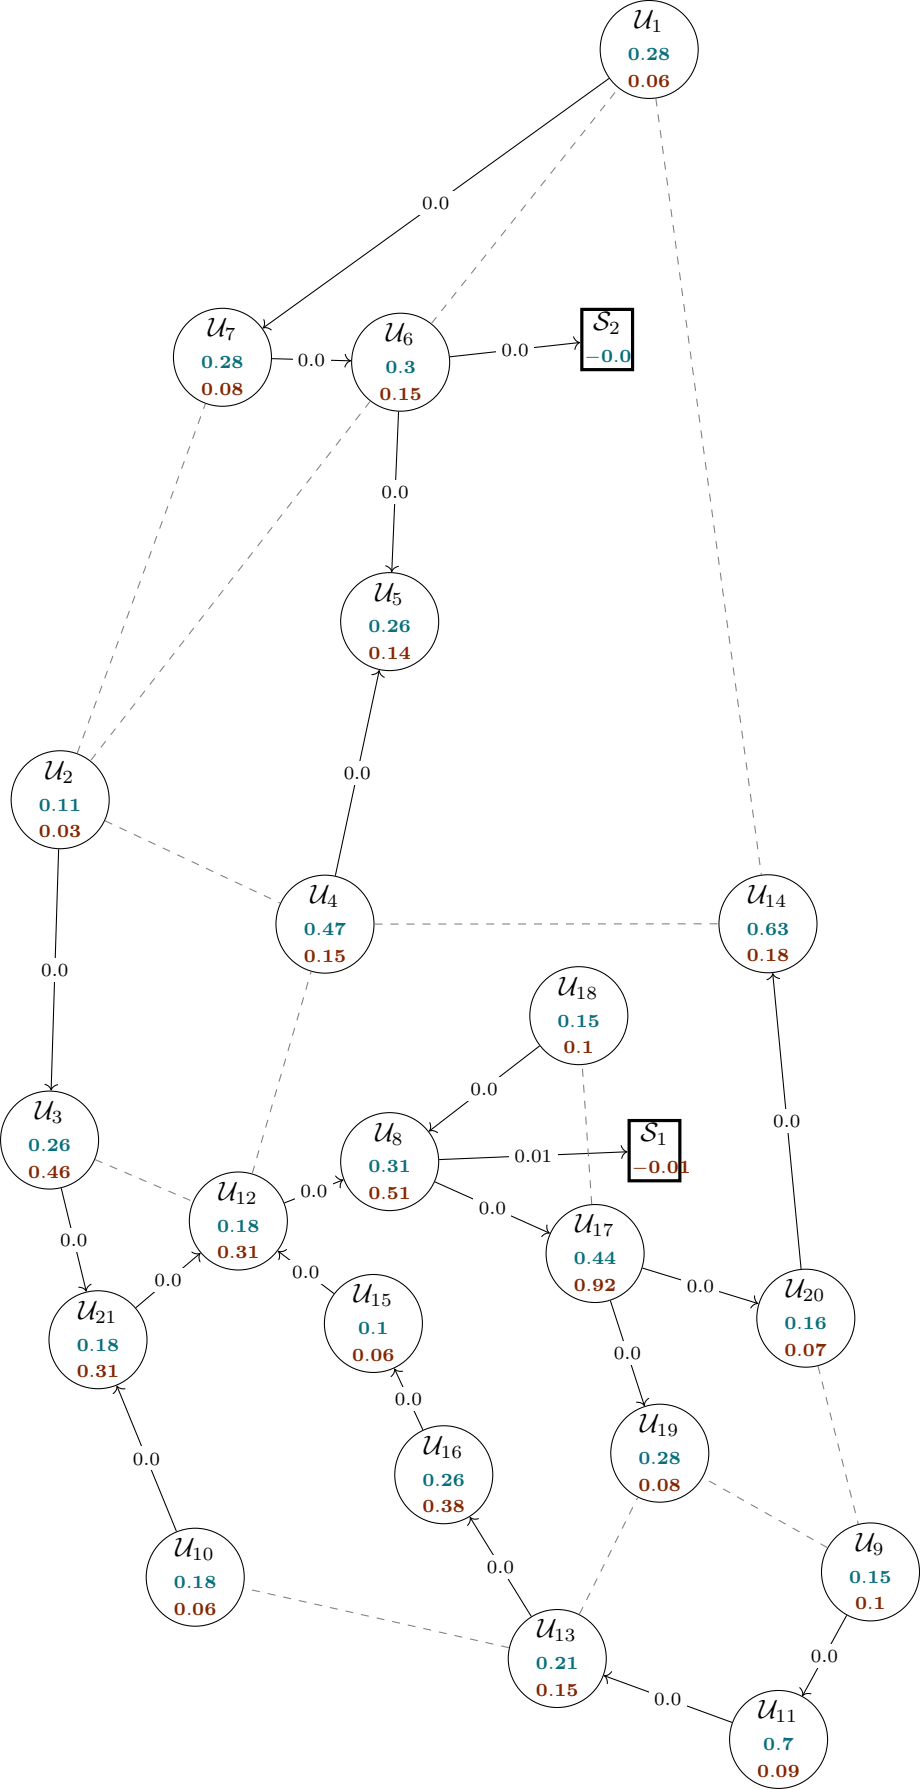 𝒰₁
0.28
0.06
0.0
𝒰₇
0.28
0.08
0.0
𝒰₆
0.3
0.15
0.0
𝒮₂
−0.0
0.0
𝒰₅
0.26
0.14
0.0
𝒰₂
0.11
0.03
𝒰₄
0.47
0.15
𝒰₁₄
0.63
0.18
0.0
𝒰₁₈
0.15
0.1
0.0
𝒰₃
0.26
0.46
𝒰₈
0.31
0.51
0.01
𝒮₁
−0.01
0.0
𝒰₁₂
0.18
0.31
0.0
0.0
𝒰₁₇
0.44
0.92
0.0
0.0
0.0
0.0
0.0
𝒰₂₁
0.18
0.31
𝒰₁₅
0.1
0.06
𝒰₂₀
0.16
0.07
0.0
0.0
0.0
𝒰₁₆
0.26
0.38
𝒰₁₉
0.28
0.08
𝒰₁₀
0.18
0.06
0.0
𝒰₉
0.15
0.1
𝒰₁₃
0.21
0.15
0.0
0.0
𝒰₁₁
0.7
0.09